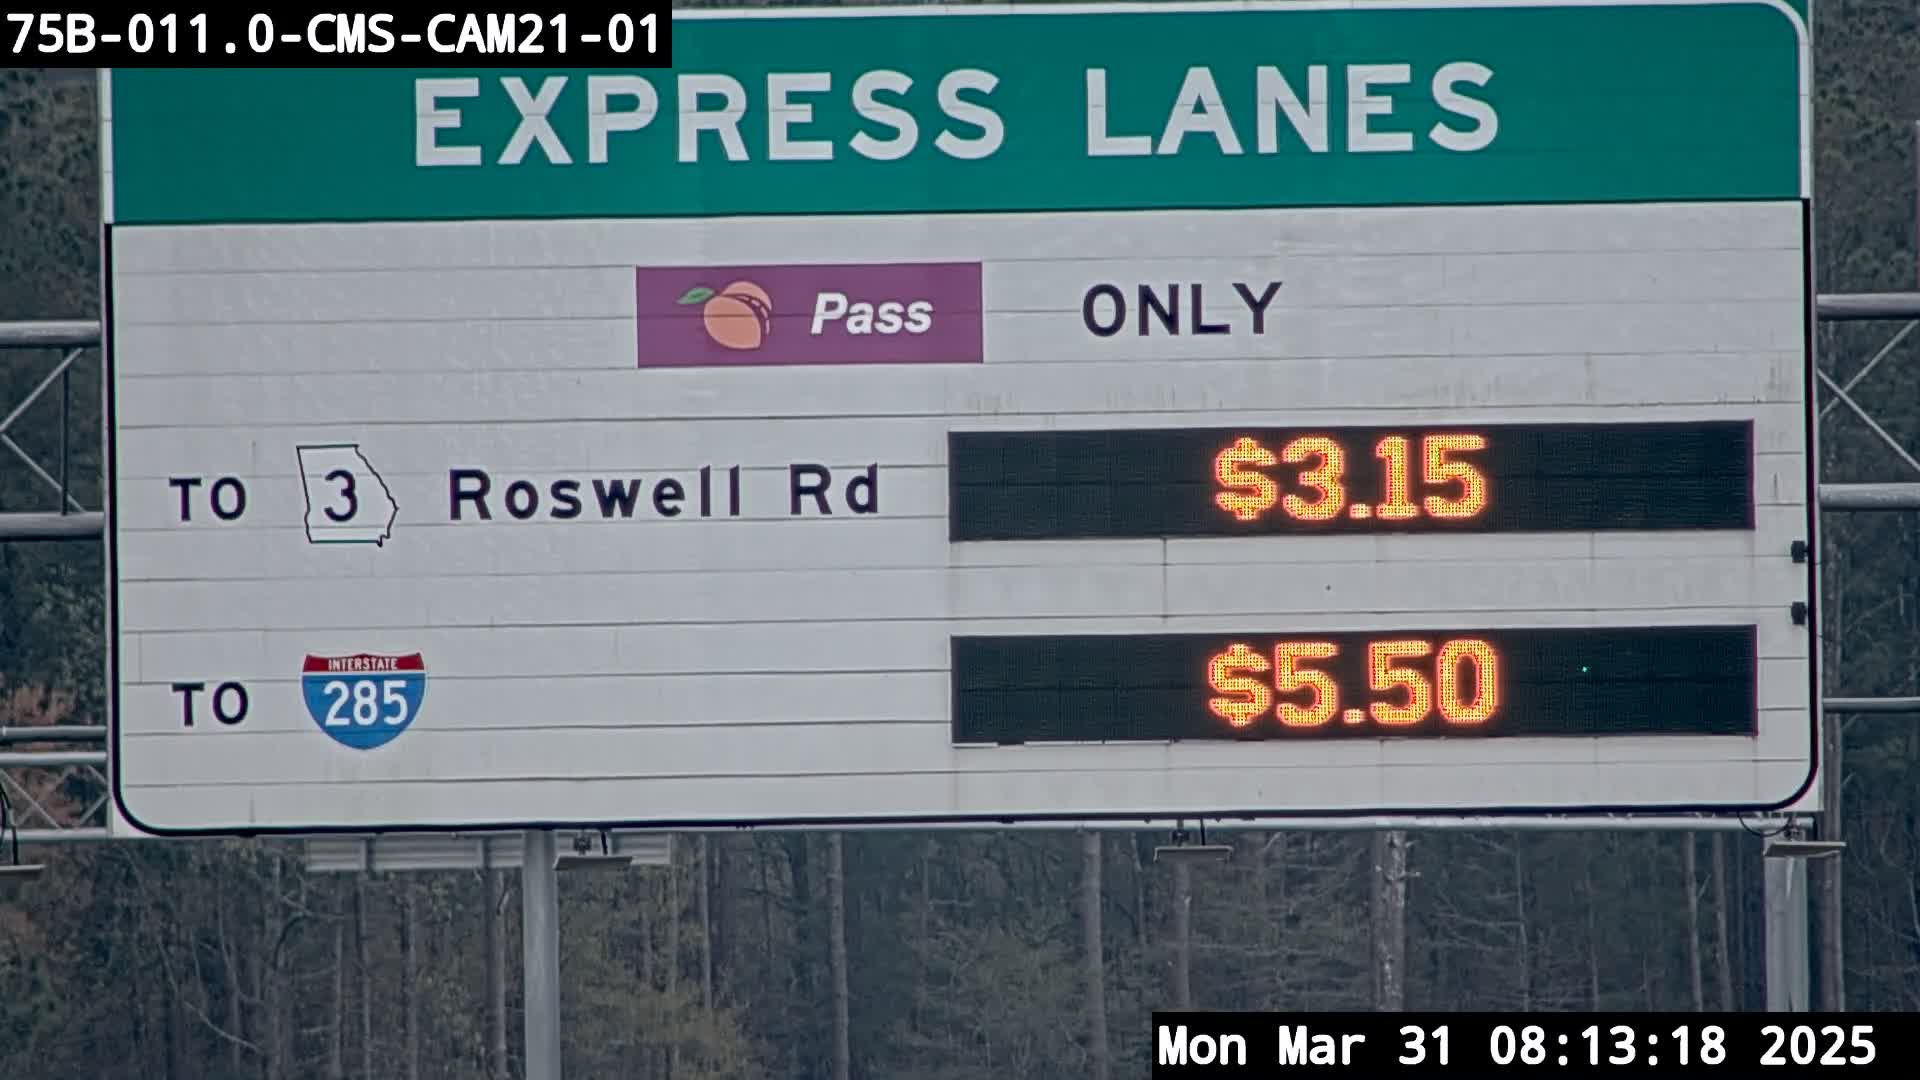 75B-011.0-CMS-CAM21-01
EXPRESS LANES
Pass ONLY
TO 3 Roswell Rd $3.15
INTERSTATE
TO 285 $5.50
Mon Mar 31 08:13:18 2025